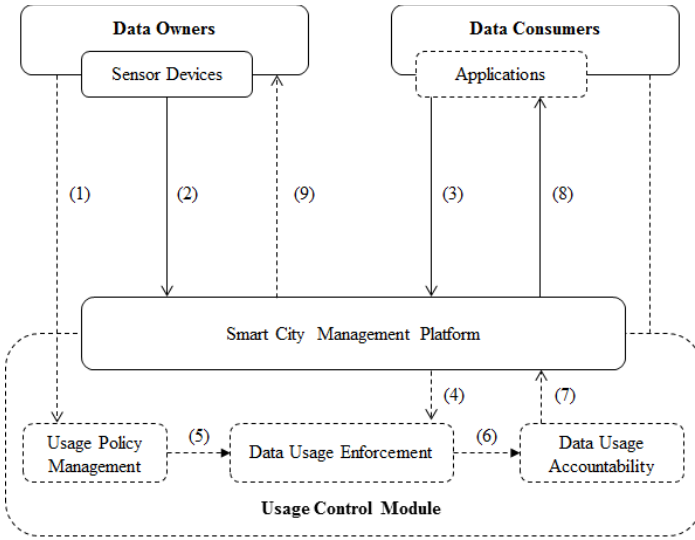 Data Owners
Data Consumers
Sensor Devices
Applications
(1)
(2)
(9)
(3)
(8)
Smart City Management Platform
(4)
(7)
Usage Policy
Management
(5)
Data Usage Enforcement
(6)
Data Usage
Accountability
Usage Control Module